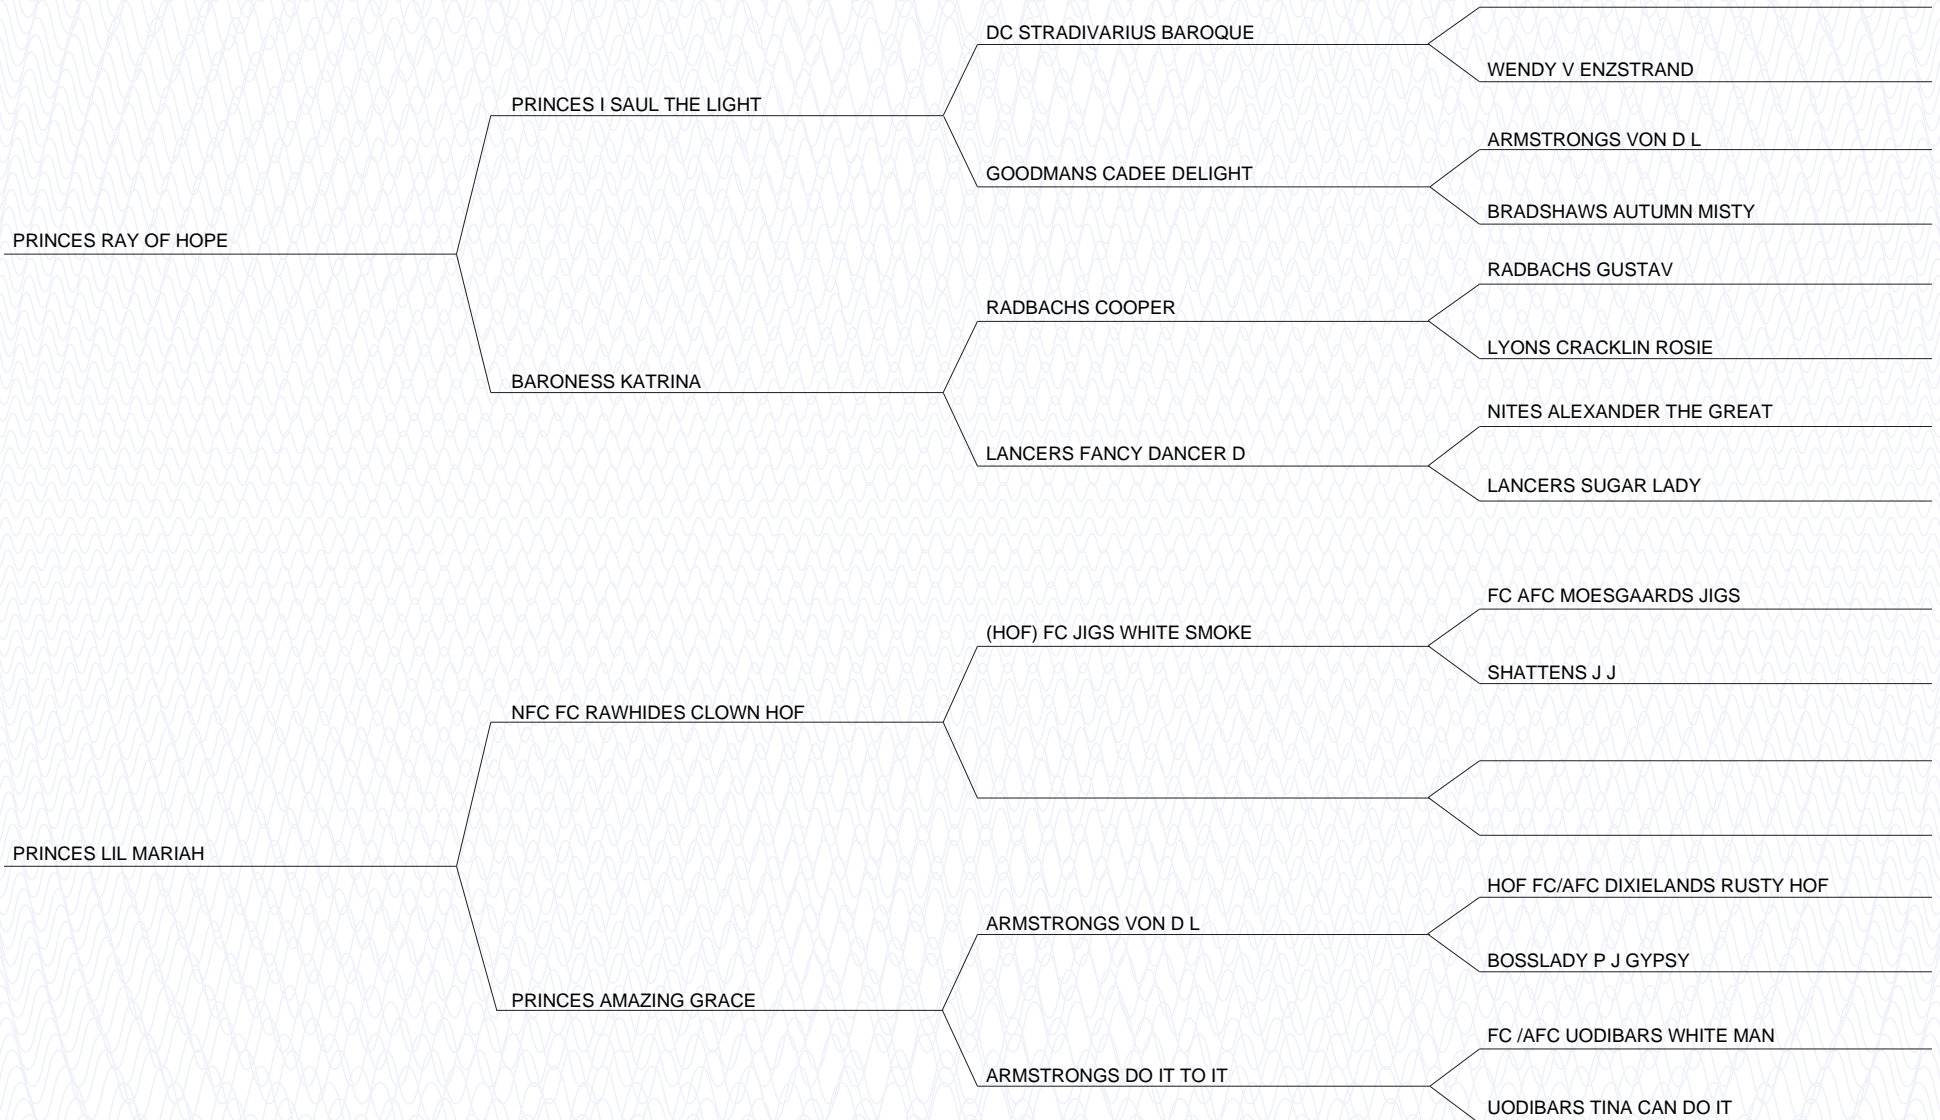 DC STRADIVARIUS BAROQUE
WENDY V ENZSTRAND
PRINCES I SAUL THE LIGHT
ARMSTRONGS VON D L
GOODMANS CADEE DELIGHT
BRADSHAWS AUTUMN MISTY
PRINCES RAY OF HOPE
RADBACHS GUSTAV
RADBACHS COOPER
LYONS CRACKLIN ROSIE
BARONESS KATRINA
NITES ALEXANDER THE GREAT
LANCERS FANCY DANCER D
LANCERS SUGAR LADY
FC AFC MOESGAARDS JIGS
(HOF) FC JIGS WHITE SMOKE
SHATTENS J J
NFC FC RAWHIDES CLOWN HOF
PRINCES LIL MARIAH
HOF FC/AFC DIXIELANDS RUSTY HOF
ARMSTRONGS VON D L
BOSSLADY P J GYPSY
PRINCES AMAZING GRACE
FC /AFC UODIBARS WHITE MAN
ARMSTRONGS DO IT TO IT
UODIBARS TINA CAN DO IT